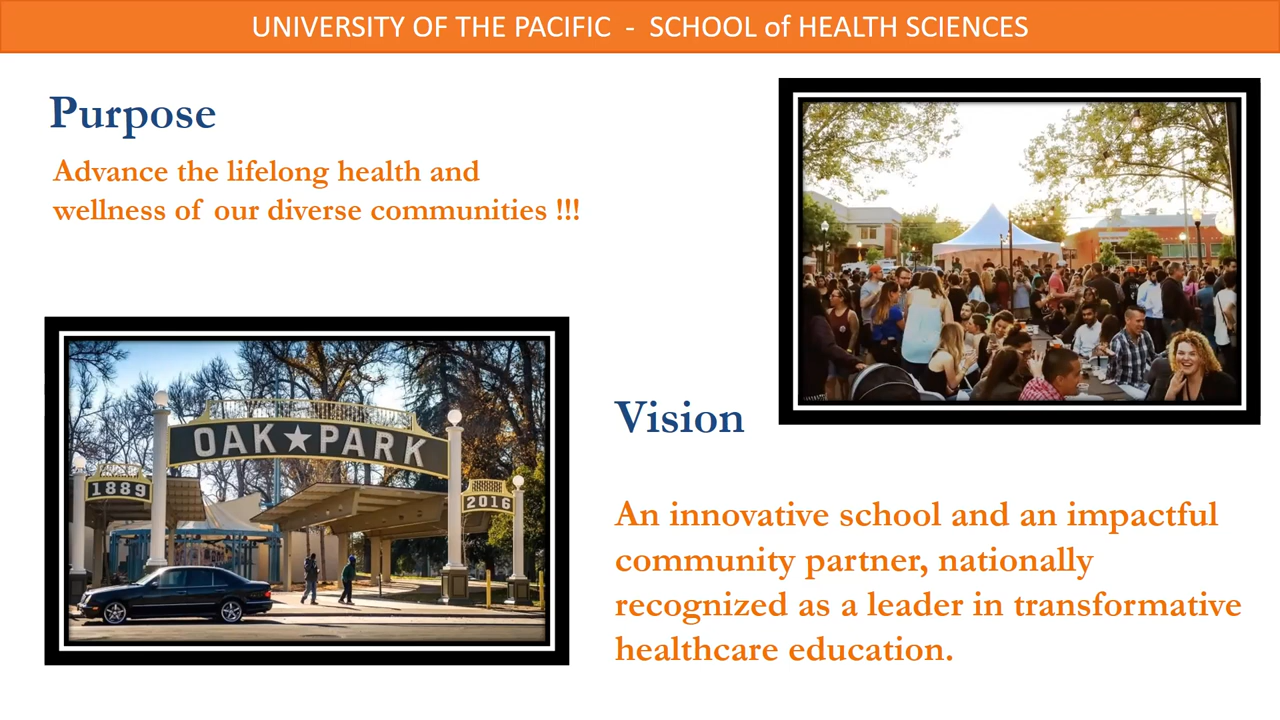 UNIVERSITY OF THE PACIFIC - SCHOOL of HEALTH SCIENCES
Purpose
Advance the lifelong health and
wellness of our diverse communities !!!
OAK★PARK
1889
2016
Vision
An innovative school and an impactful
community partner, nationally
recognized as a leader in transformative
healthcare education.